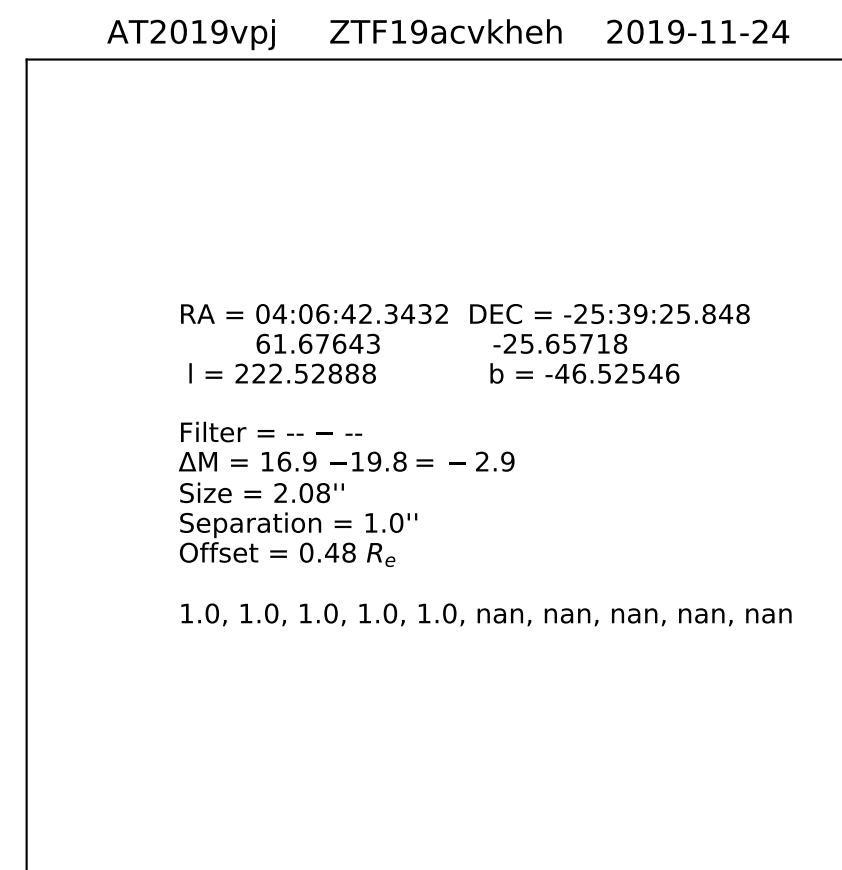 AT2019vpj ZTF19acvkheh 2019-11-24
RA = 04:06:42.3432 DEC = -25:39:25.848
61.67643 -25.65718
l = 222.52888 b = -46.52546
Filter = -- − --
ΔM = 16.9 −19.8 = − 2.9
Size = 2.08''
Separation = 1.0''
Offset = 0.48 Rₑ
1.0, 1.0, 1.0, 1.0, 1.0, nan, nan, nan, nan, nan